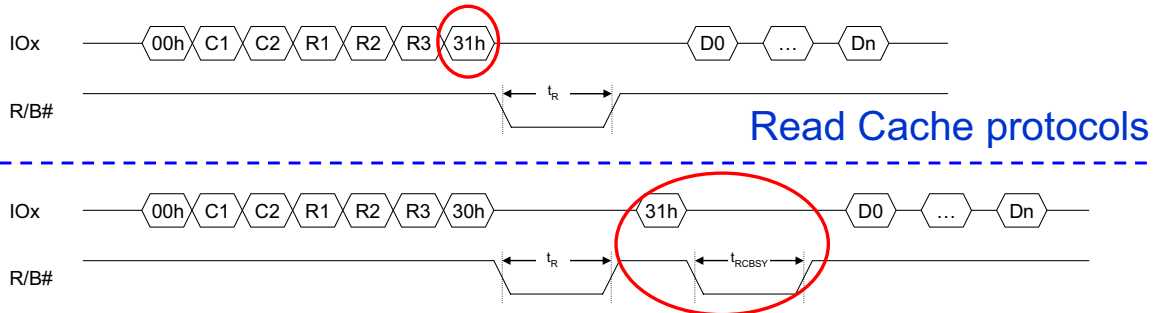 IOx 00h C1 C2 R1 R2 R3 31h D0 ... Dn
R/B# tR
Read Cache protocols
IOx 00h C1 C2 R1 R2 R3 30h 31h D0 ... Dn
R/B# tR tRCBSY